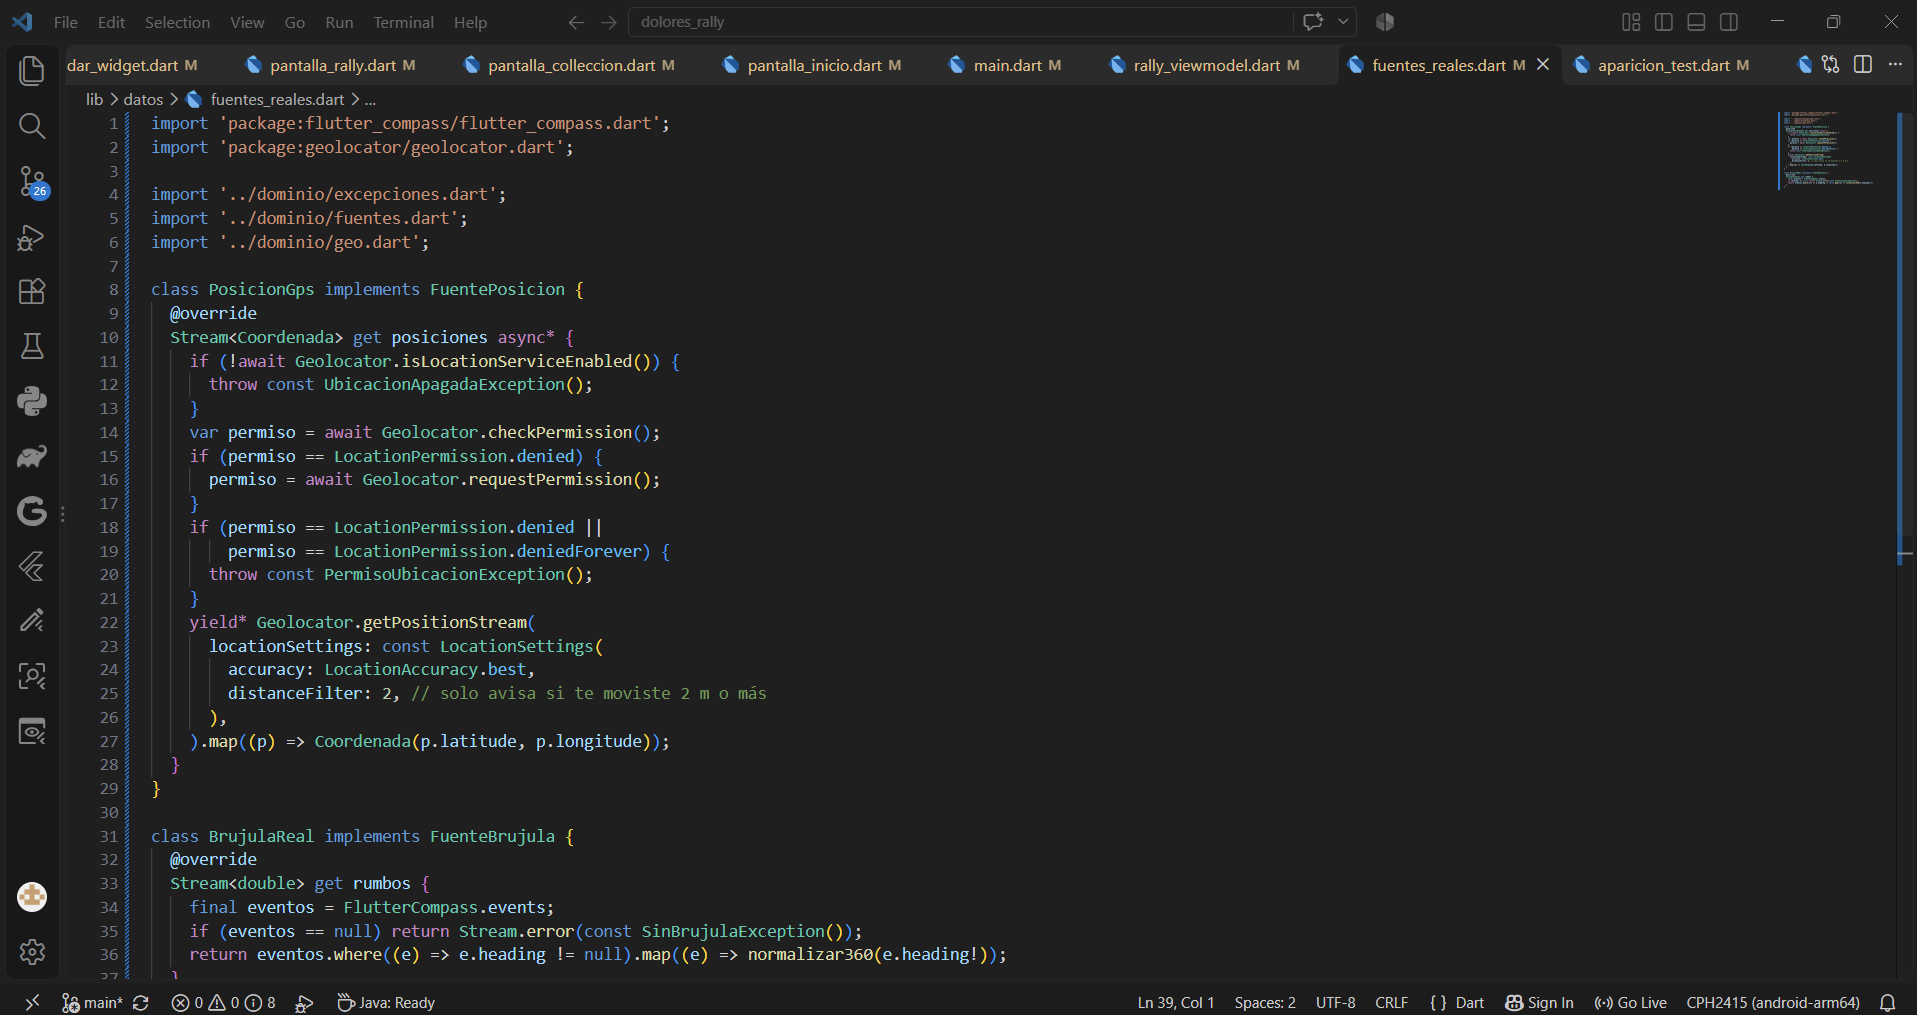 File Edit Selection View Go Run Terminal Help
dolores_rally
dar_widget.dart M pantalla_rally.dart M pantalla_colleccion.dart M pantalla_inicio.dart M main.dart M rally_viewmodel.dart M fuentes_reales.dart M aparicion_test.dart M
lib > datos > fuentes_reales.dart > ...
1 import 'package:flutter_compass/flutter_compass.dart';
2 import 'package:geolocator/geolocator.dart';
3
4 import '../dominio/excepciones.dart';
5 import '../dominio/fuentes.dart';
6 import '../dominio/geo.dart';
7
8 class PosicionGps implements FuentePosicion {
9 @override
10 Stream<Coordenada> get posiciones async* {
11 if (!await Geolocator.isLocationServiceEnabled()) {
12 throw const UbicacionApagadaException();
13 }
14 var permiso = await Geolocator.checkPermission();
15 if (permiso == LocationPermission.denied) {
16 permiso = await Geolocator.requestPermission();
17 }
18 if (permiso == LocationPermission.denied ||
19 permiso == LocationPermission.deniedForever) {
20 throw const PermisoUbicacionException();
21 }
22 yield* Geolocator.getPositionStream(
23 locationSettings: const LocationSettings(
24 accuracy: LocationAccuracy.best,
25 distanceFilter: 2, // solo avisa si te moviste 2 m o más
26 ),
27 ).map((p) => Coordenada(p.latitude, p.longitude));
28 }
29 }
30
31 class BrujulaReal implements FuenteBrujula {
32 @override
33 Stream<double> get rumbos {
34 final eventos = FlutterCompass.events;
35 if (eventos == null) return Stream.error(const SinBrujulaException());
36 return eventos.where((e) => e.heading != null).map((e) => normalizar360(e.heading!));
37 }
26
main* 0 0 8 Java: Ready Ln 39, Col 1 Spaces: 2 UTF-8 CRLF { } Dart Sign In Go Live CPH2415 (android-arm64)